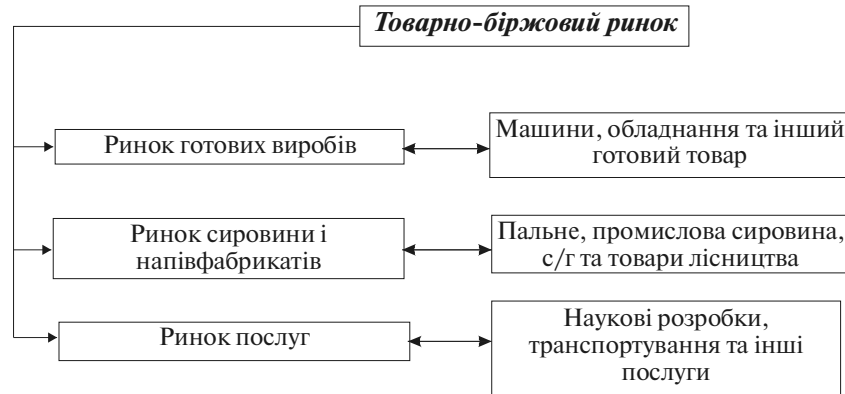 Товарно-біржовий ринок
Ринок готових виробів
Машини, обладнання та інший
готовий товар
Ринок сировини і
напівфабрикатів
Пальне, промислова сировина,
с/г та товари лісництва
Ринок послуг
Наукові розробки,
транспортування та інші
послуги